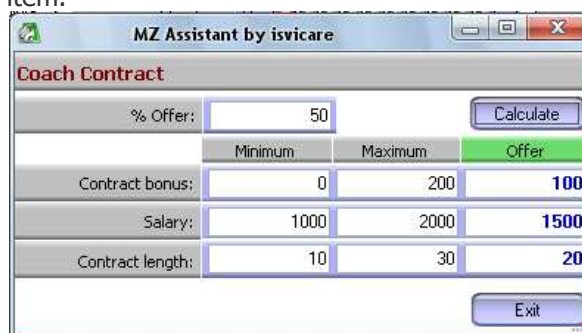 item.
MZ Assistant by isvicare
Coach Contract
% Offer: 50 Calculate
Minimum Maximum Offer
Contract bonus: 0 200 100
Salary: 1000 2000 1500
Contract length: 10 30 20
Exit